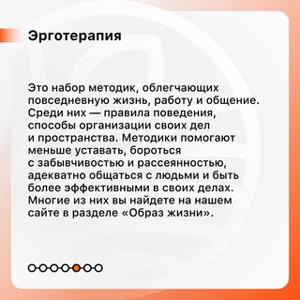 Эрготерапия
Это набор методик, облегчающих
повседневную жизнь, работу и общение.
Среди них — правила поведения,
способы организации своих дел
и пространства. Методики помогают
меньше уставать, бороться
с забывчивостью и рассеянностью,
адекватно общаться с людьми и быть
более эффективными в своих делах.
Многие из них вы найдете на нашем
сайте в разделе «Образ жизни».